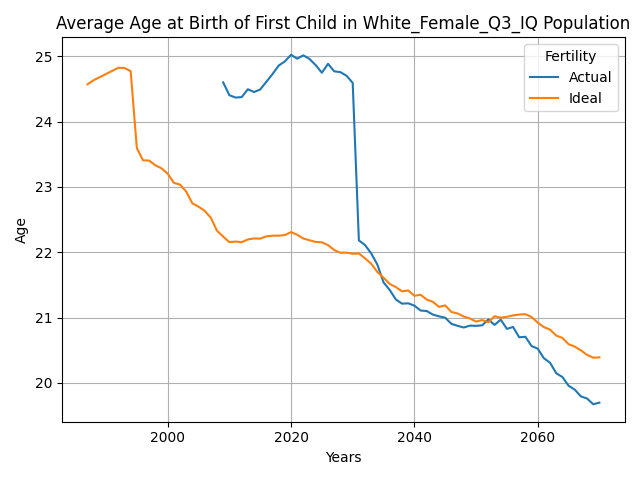 Average Age at Birth of First Child in White_Female_Q3_IQ Population
Fertility
Actual
Ideal
25
24
23
22
21
20
Age
2000
2020
2040
2060
Years